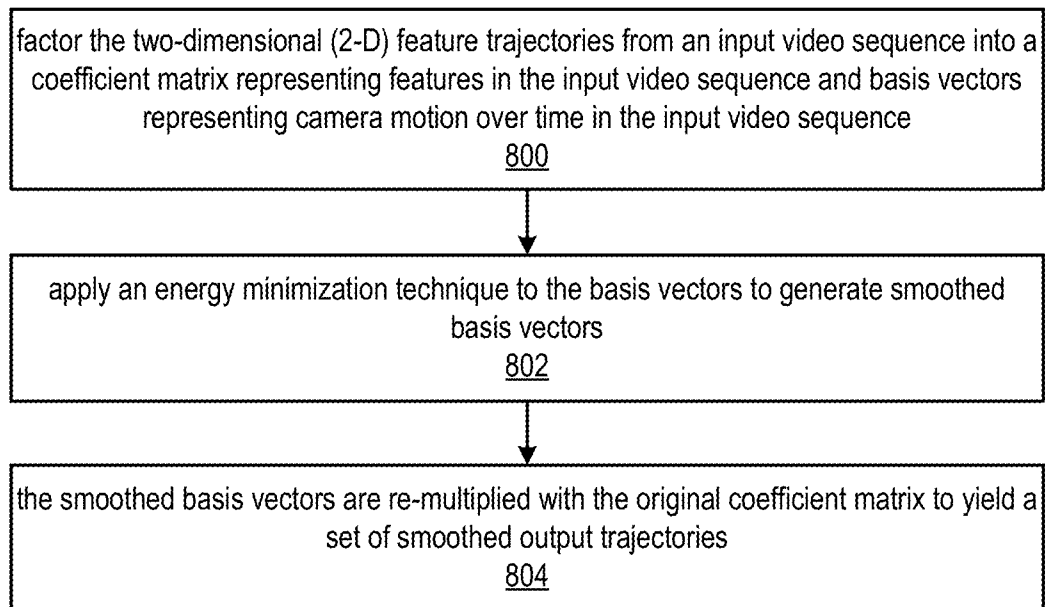 factor the two-dimensional (2-D) feature trajectories from an input video sequence into a
coefficient matrix representing features in the input video sequence and basis vectors
representing camera motion over time in the input video sequence
800
apply an energy minimization technique to the basis vectors to generate smoothed
basis vectors
802
the smoothed basis vectors are re-multiplied with the original coefficient matrix to yield a
set of smoothed output trajectories
804